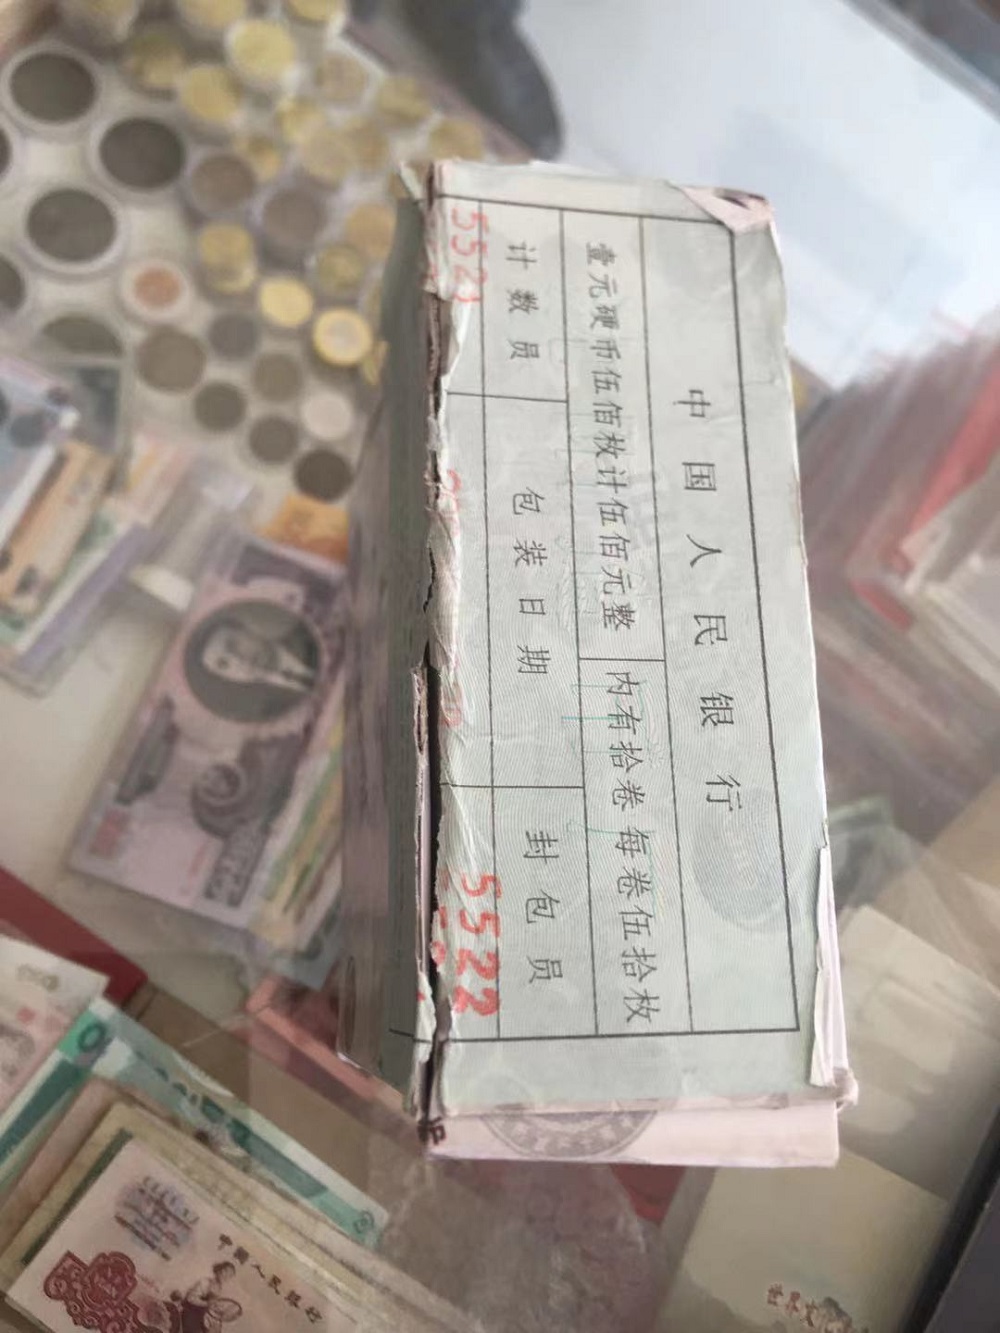 中国人民银行
壹元硬币伍佰枚计伍佰元整 内有拾卷 每卷伍拾枚
计数员 包装日期 封包员
5523 5522
中国人民银行